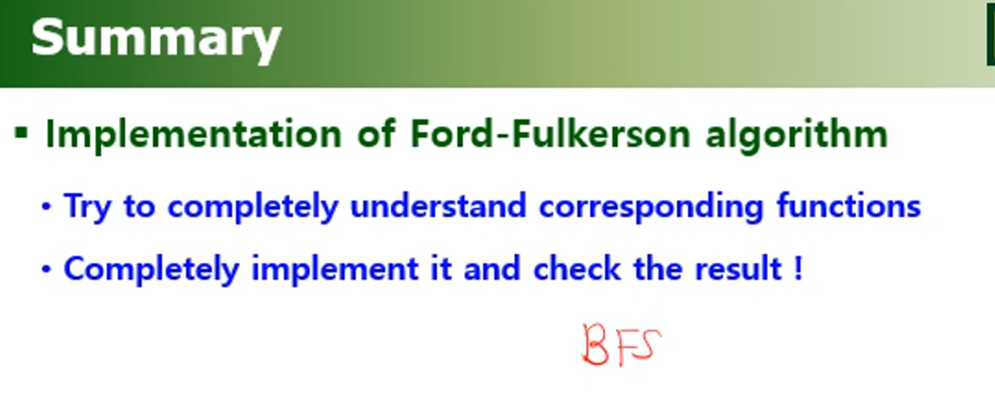 Summary
▪ Implementation of Ford-Fulkerson algorithm
• Try to completely understand corresponding functions
• Completely implement it and check the result !
BFS